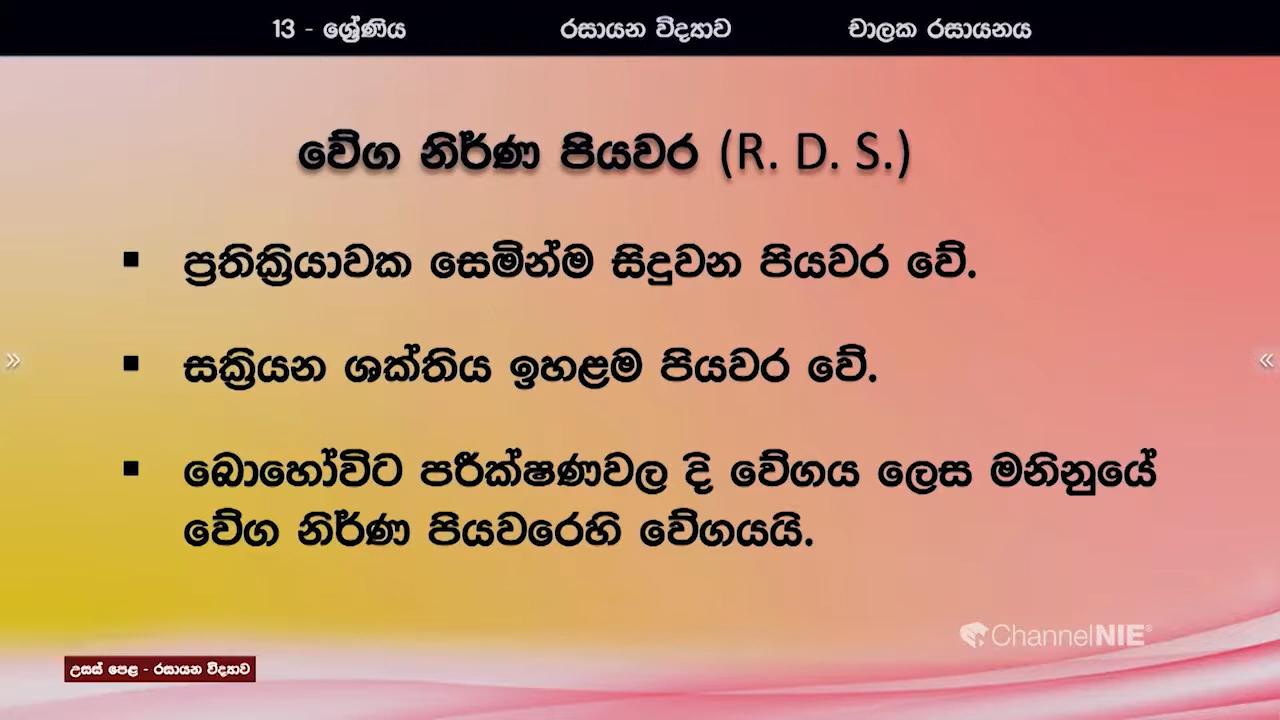 13 - ශ්‍රේණිය රසායන විද්‍යාව චාලක රසායනය
වේග නිර්ණ පියවර (R. D. S.)
▪ ප්‍රතික්‍රියාවක සෙමින්ම සිදුවන පියවර වේ.
▪ සක්‍රියන ශක්තිය ඉහළම පියවර වේ.
▪ බොහෝවිට පරීක්ෂණවල දි වේගය ලෙස මනිනුයේ
වේග නිර්ණ පියවරෙහි වේගයයි.
ChannelNIE®
උසස් පෙළ - රසායන විද්‍යාව